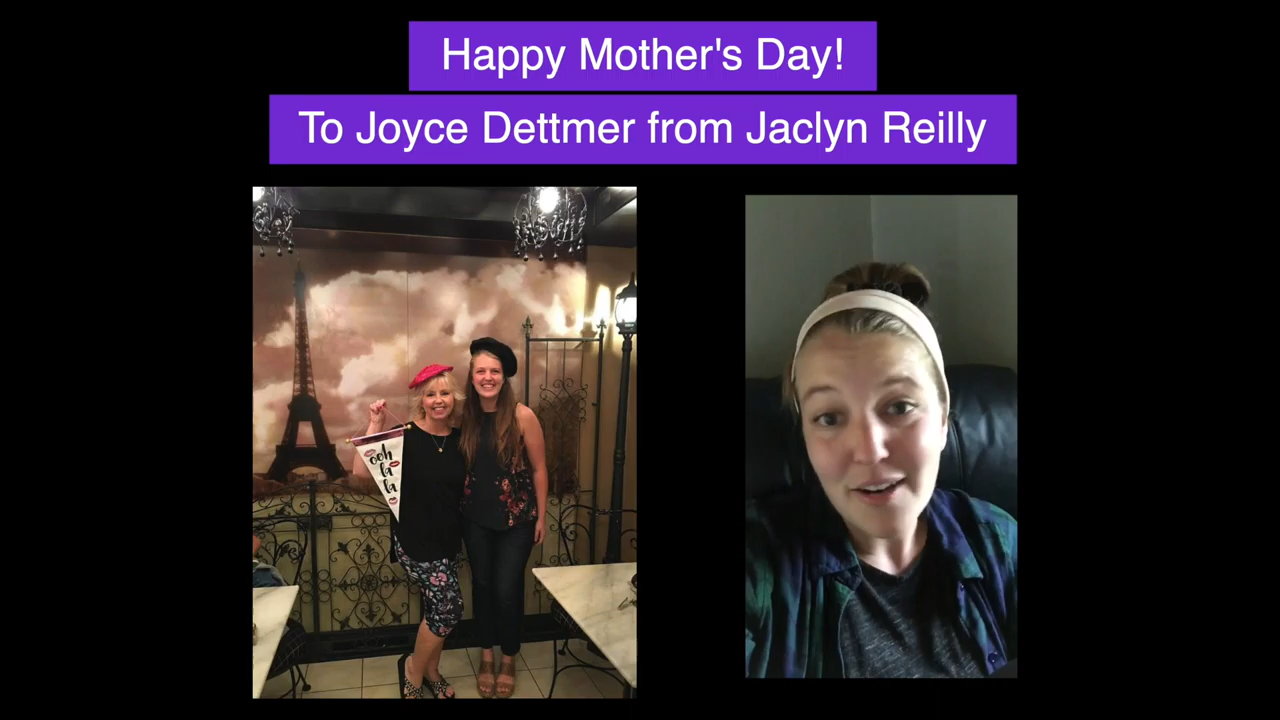 Happy Mother's Day!
To Joyce Dettmer from Jaclyn Reilly
ooh
la
la